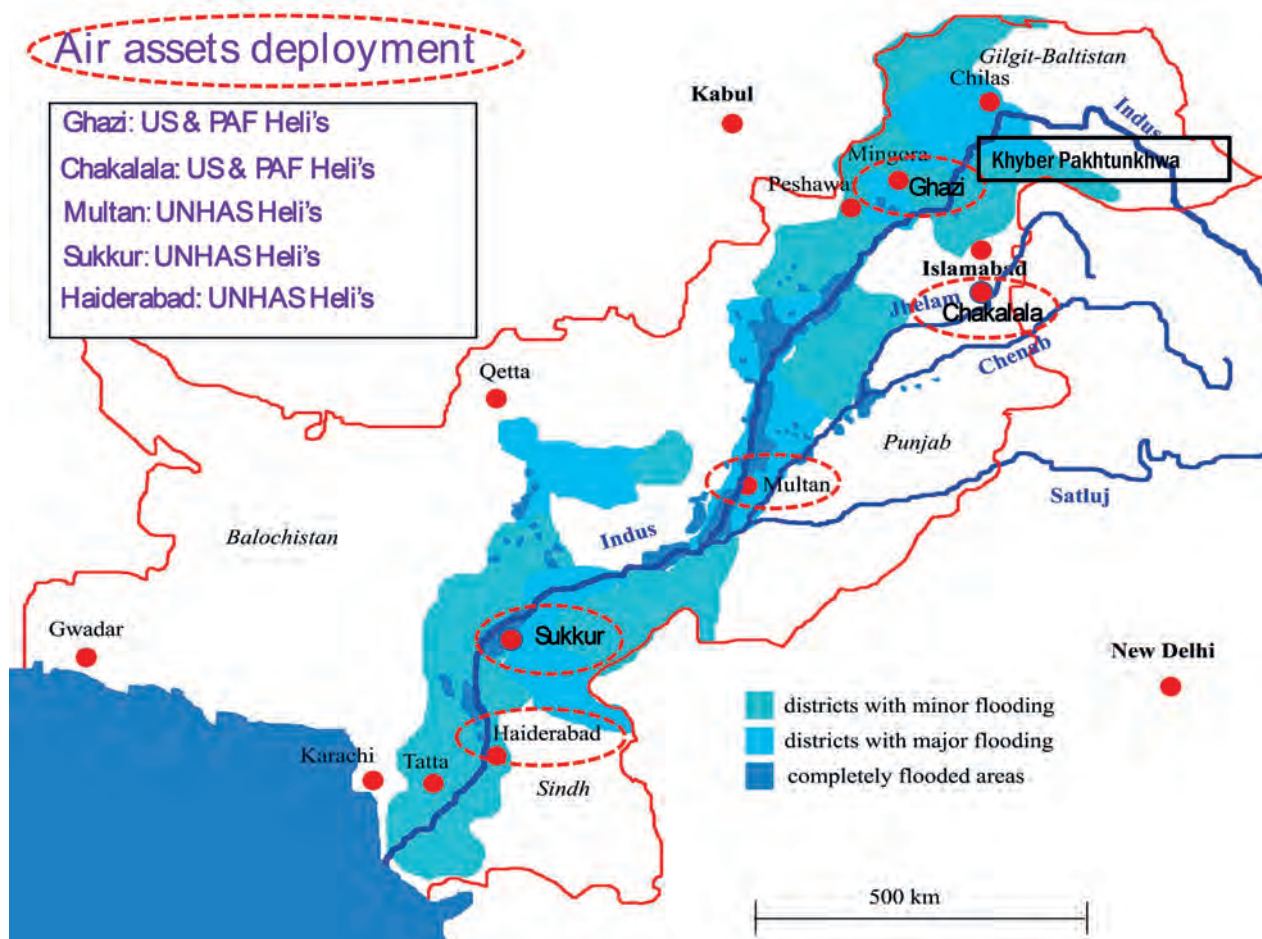 Air assets deployment
Ghazi: US & PAF Heli's
Chakalala: US & PAF Heli's
Multan: UNHAS Heli's
Sukkur: UNHAS Heli's
Haiderabad: UNHAS Heli's
Gilgit-Baltistan
Chilas
Kabul
Indus
Khyber Pakhtunkhwa
Mingora
Ghazi
Peshawa
Islamabad
Jhelam
Chakalala
Chenab
Qetta
Punjab
Multan
Satluj
Indus
Balochistan
Gwadar
Sukkur
New Delhi
Haiderabad
Karachi
Tatta
Sindh
districts with minor flooding
districts with major flooding
completely flooded areas
500 km